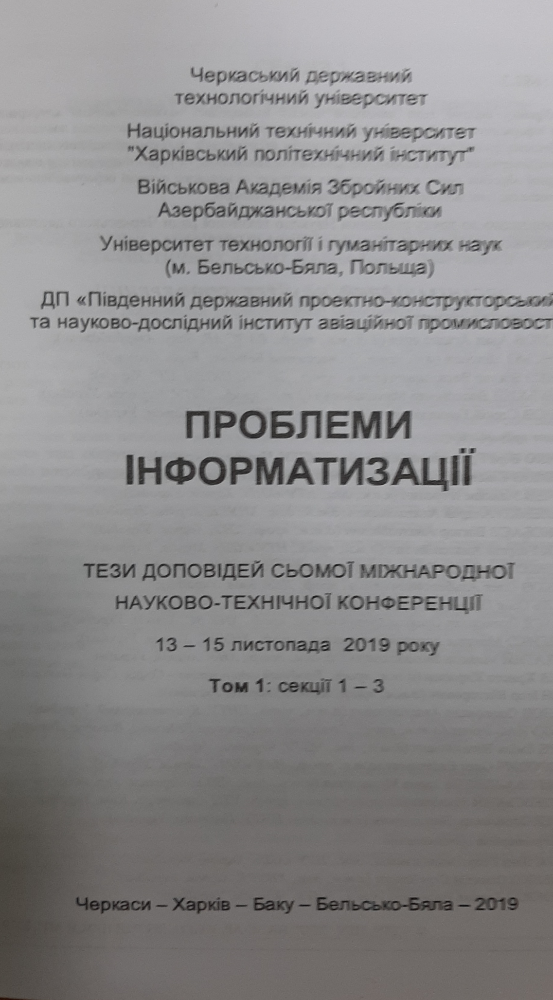 Черкаський державний
технологічний університет
Національний технічний університет
"Харківський політехнічний інститут"
Військова Академія Збройних Сил
Азербайджанської республіки
Університет технології і гуманітарних наук
(м. Бельсько-Бяла, Польща)
ДП «Південний державний проектно-конструкторський
та науково-дослідний інститут авіаційної промисловост
ПРОБЛЕМИ
ІНФОРМАТИЗАЦІЇ
ТЕЗИ ДОПОВІДЕЙ СЬОМОЇ МІЖНАРОДНОЇ
НАУКОВО-ТЕХНІЧНОЇ КОНФЕРЕНЦІЇ
13 – 15 листопада 2019 року
Том 1: секції 1 – 3
Черкаси – Харків – Баку – Бельсько-Бяла – 2019